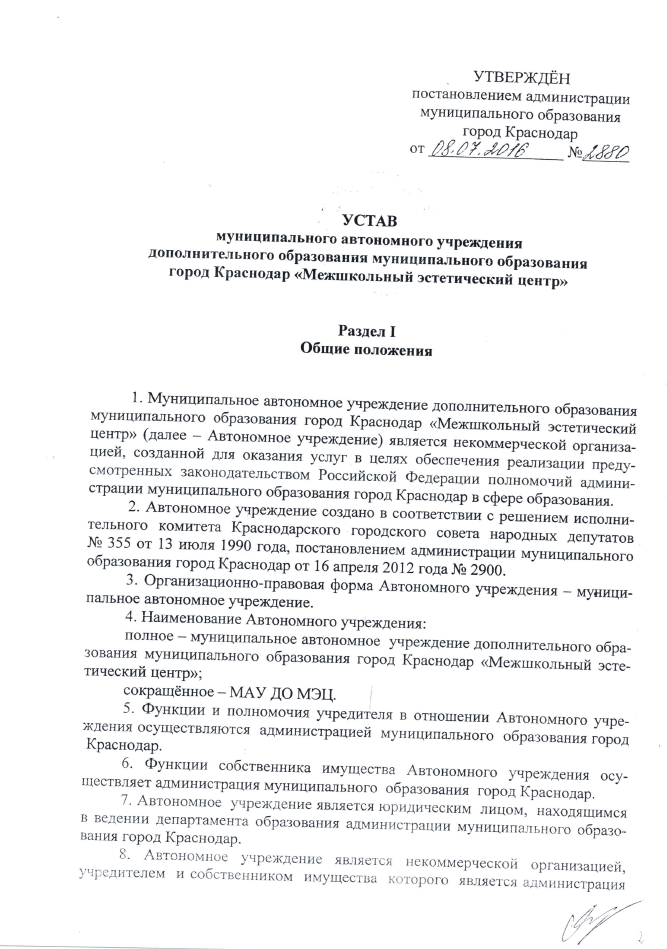 УТВЕРЖДЁН
постановлением администрации
муниципального образования
город Краснодар
от 08.07.2016 № 2880
УСТАВ
муниципального автономного учреждения
дополнительного образования муниципального образования
город Краснодар «Межшкольный эстетический центр»
Раздел I
Общие положения
1. Муниципальное автономное учреждение дополнительного образования
муниципального образования город Краснодар «Межшкольный эстетический
центр» (далее – Автономное учреждение) является некоммерческой организа-
цией, созданной для оказания услуг в целях обеспечения реализации преду-
смотренных законодательством Российской Федерации полномочий админи-
страции муниципального образования город Краснодар в сфере образования.
2. Автономное учреждение создано в соответствии с решением исполни-
тельного комитета Краснодарского городского совета народных депутатов
№ 355 от 13 июля 1990 года, постановлением администрации муниципального
образования город Краснодар от 16 апреля 2012 года № 2900.
3. Организационно-правовая форма Автономного учреждения – муници-
пальное автономное учреждение.
4. Наименование Автономного учреждения:
полное – муниципальное автономное учреждение дополнительного обра-
зования муниципального образования город Краснодар «Межшкольный эсте-
тический центр»;
сокращённое – МАУ ДО МЭЦ.
5. Функции и полномочия учредителя в отношении Автономного учре-
ждения осуществляются администрацией муниципального образования город
Краснодар.
6. Функции собственника имущества Автономного учреждения осу-
ществляет администрация муниципального образования город Краснодар.
7. Автономное учреждение является юридическим лицом, находящимся
в ведении департамента образования администрации муниципального образо-
вания город Краснодар.
8. Автономное учреждение является некоммерческой организацией,
учредителем и собственником имущества которого является администрация
2